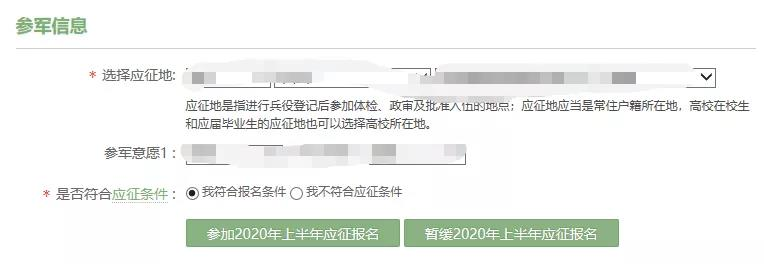 参军信息
* 选择应征地:
应征地是指进行兵役登记后参加体检、政审及批准入伍的地点；应征地应当是常住户籍所在地，高校在校生
和应届毕业生的应征地也可以选择高校所在地。
参军意愿1：
* 是否符合应征条件： 我符合报名条件 我不符合应征条件
参加2020年上半年应征报名 暂缓2020年上半年应征报名